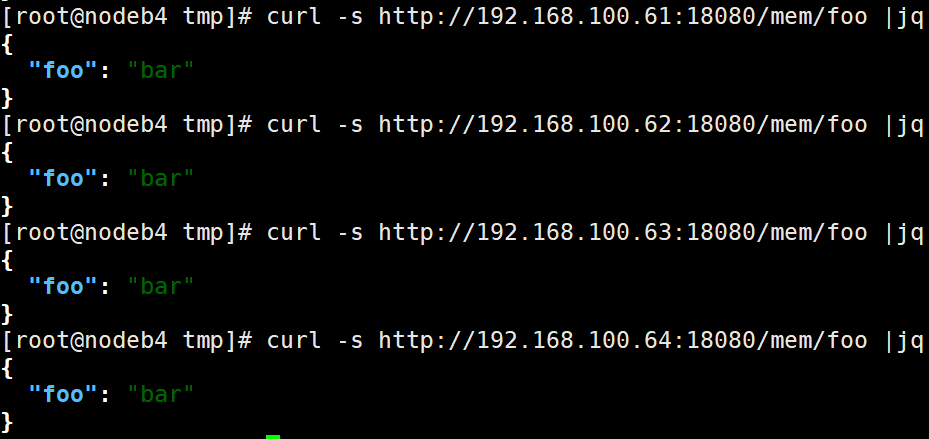 [root@nodeb4 tmp]# curl -s http://192.168.100.61:18080/mem/foo |jq
{
  "foo": "bar"
}
[root@nodeb4 tmp]# curl -s http://192.168.100.62:18080/mem/foo |jq
{
  "foo": "bar"
}
[root@nodeb4 tmp]# curl -s http://192.168.100.63:18080/mem/foo |jq
{
  "foo": "bar"
}
[root@nodeb4 tmp]# curl -s http://192.168.100.64:18080/mem/foo |jq
{
  "foo": "bar"
}